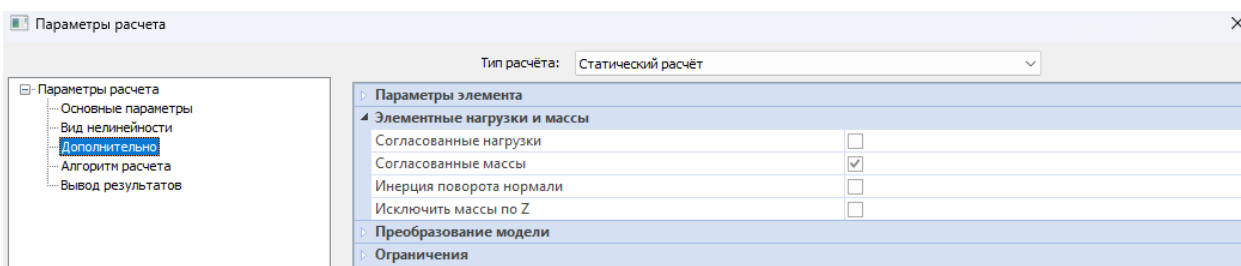 Параметры расчета
Тип расчёта: Статический расчёт
Параметры расчета
Основные параметры
Вид нелинейности
Дополнительно
Алгоритм расчета
Вывод результатов
Параметры элемента
Элементные нагрузки и массы
Согласованные нагрузки
Согласованные массы
Инерция поворота нормали
Исключить массы по Z
Преобразование модели
Ограничения